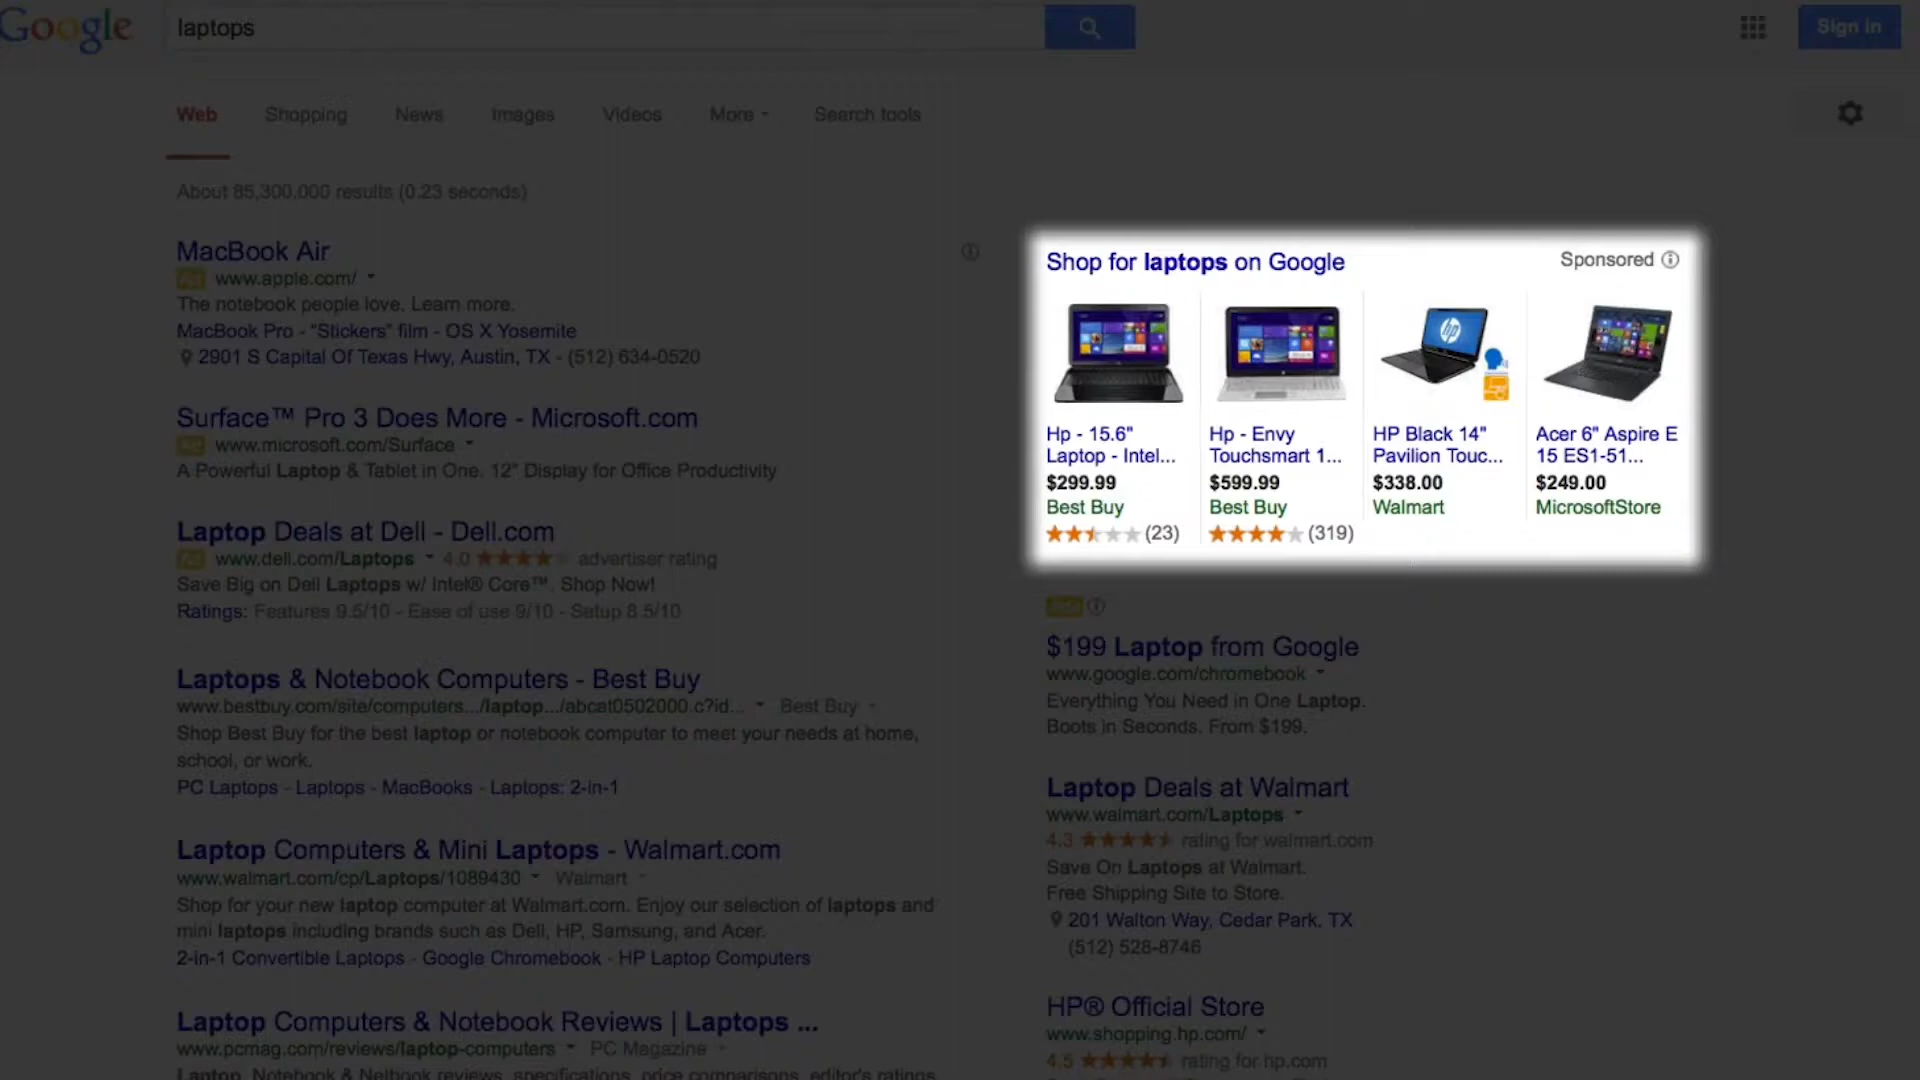 Google
laptops
Sign in
Web Shopping News Images Videos More Search tools
About 85,300,000 results (0.23 seconds)
MacBook Air
Ad www.apple.com/
The notebook people love. Learn more.
MacBook Pro - "Stickers" film - OS X Yosemite
2901 S Capital Of Texas Hwy, Austin, TX - (512) 634-0520
Surface™ Pro 3 Does More - Microsoft.com
Ad www.microsoft.com/Surface
A Powerful Laptop & Tablet in One. 12" Display for Office Productivity
Laptop Deals at Dell - Dell.com
Ad www.dell.com/Laptops 4.0 advertiser rating
Save Big on Dell Laptops w/ Intel® Core™. Shop Now!
Ratings: Features 9.5/10 - Ease of use 9/10 - Setup 8.5/10
Laptops & Notebook Computers - Best Buy
www.bestbuy.com/site/computers.../laptop.../abcat0502000.c?id... Best Buy
Shop Best Buy for the best laptop or notebook computer to meet your needs at home,
school, or work.
PC Laptops - Laptops - MacBooks - Laptops: 2-in-1
Laptop Computers & Mini Laptops - Walmart.com
www.walmart.com/cp/Laptops/1089430 Walmart
Shop for your new laptop computer at Walmart.com. Enjoy our selection of laptops and
mini laptops including brands such as Dell, HP, Samsung, and Acer.
2-in-1 Convertible Laptops - Google Chromebook - HP Laptop Computers
Laptop Computers & Notebook Reviews | Laptops ...
www.pcmag.com/reviews/laptop-computers PC Magazine
Laptop, Notebook & Netbook reviews, specifications, price comparisons, editor's ratings
Shop for laptops on Google
Sponsored
hp
Hp - 15.6"
Laptop - Intel...
$299.99
Best Buy
(23)
Hp - Envy
Touchsmart 1...
$599.99
Best Buy
(319)
HP Black 14"
Pavilion Touc...
$338.00
Walmart
Acer 6" Aspire E
15 ES1-51...
$249.00
MicrosoftStore
Ads
$199 Laptop from Google
www.google.com/chromebook
Everything You Need in One Laptop.
Boots in Seconds. From $199.
Laptop Deals at Walmart
www.walmart.com/Laptops
4.3 rating for walmart.com
Save On Laptops at Walmart.
Free Shipping Site to Store.
201 Walton Way, Cedar Park, TX
(512) 528-8746
HP® Official Store
www.shopping.hp.com/
4.5 rating for hp.com